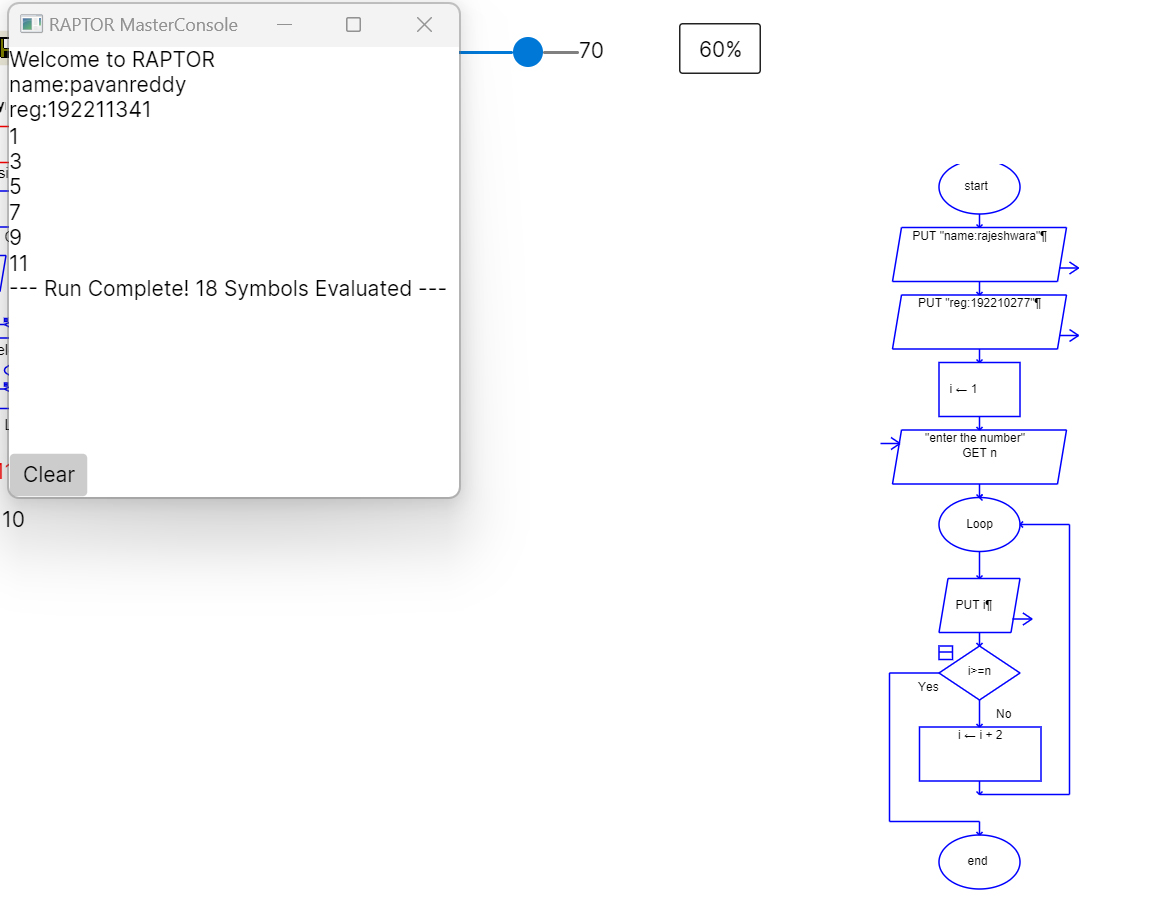 RAPTOR MasterConsole
Welcome to RAPTOR
name:pavanreddy
reg:192211341
1
3
5
7
9
11
--- Run Complete! 18 Symbols Evaluated ---
Clear
10
70
60%
start
PUT "name:rajeshwara"¶
PUT "reg:192210277"¶
i ← 1
"enter the number"
GET n
Loop
PUT i¶
i>=n
Yes
No
i ← i + 2
end